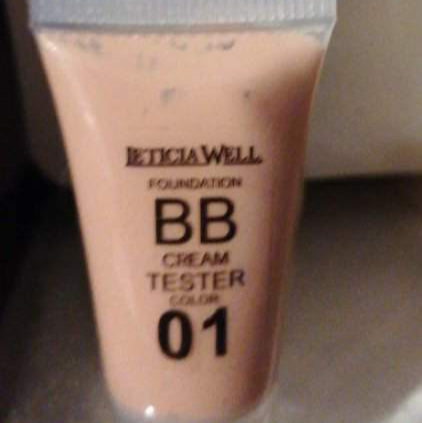 LETICIA WELL
FOUNDATION
BB
CREAM
TESTER
COLOR
01